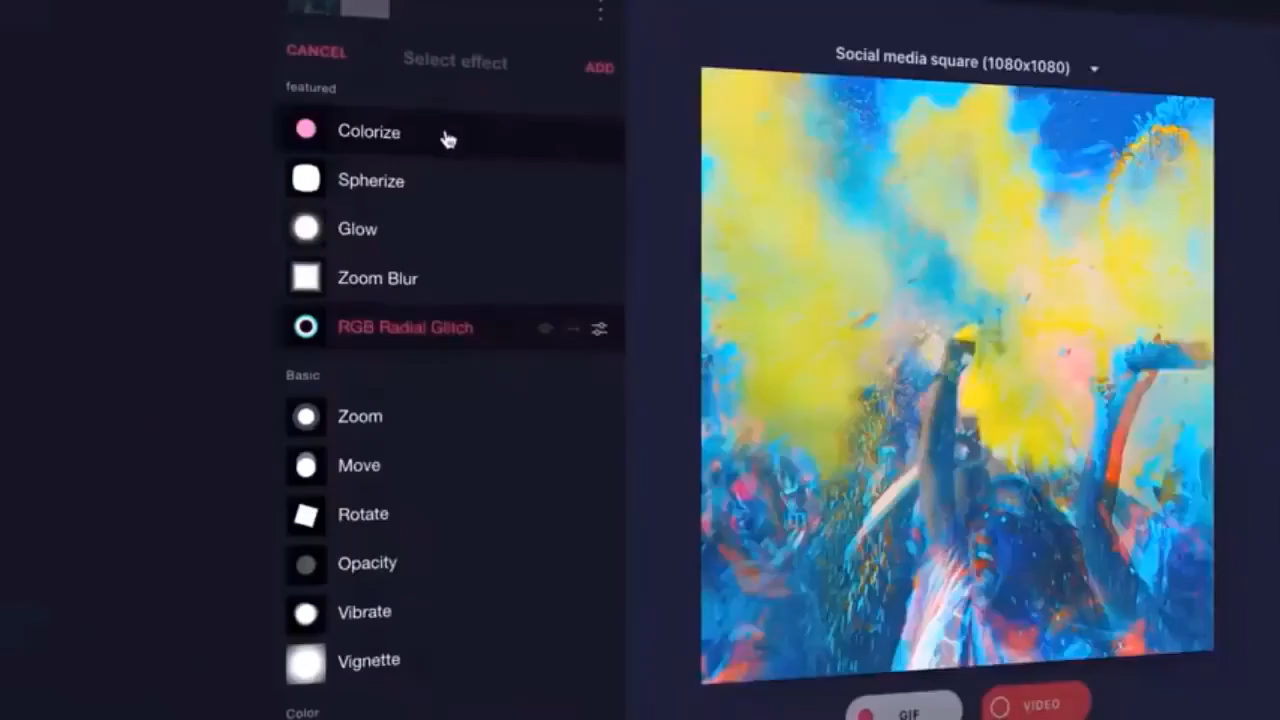 CANCEL
Select effect
ADD
featured
Colorize
Spherize
Glow
Zoom Blur
RGB Radial Glitch
Basic
Zoom
Move
Rotate
Opacity
Vibrate
Vignette
Color
Social media square (1080x1080)
GIF
VIDEO